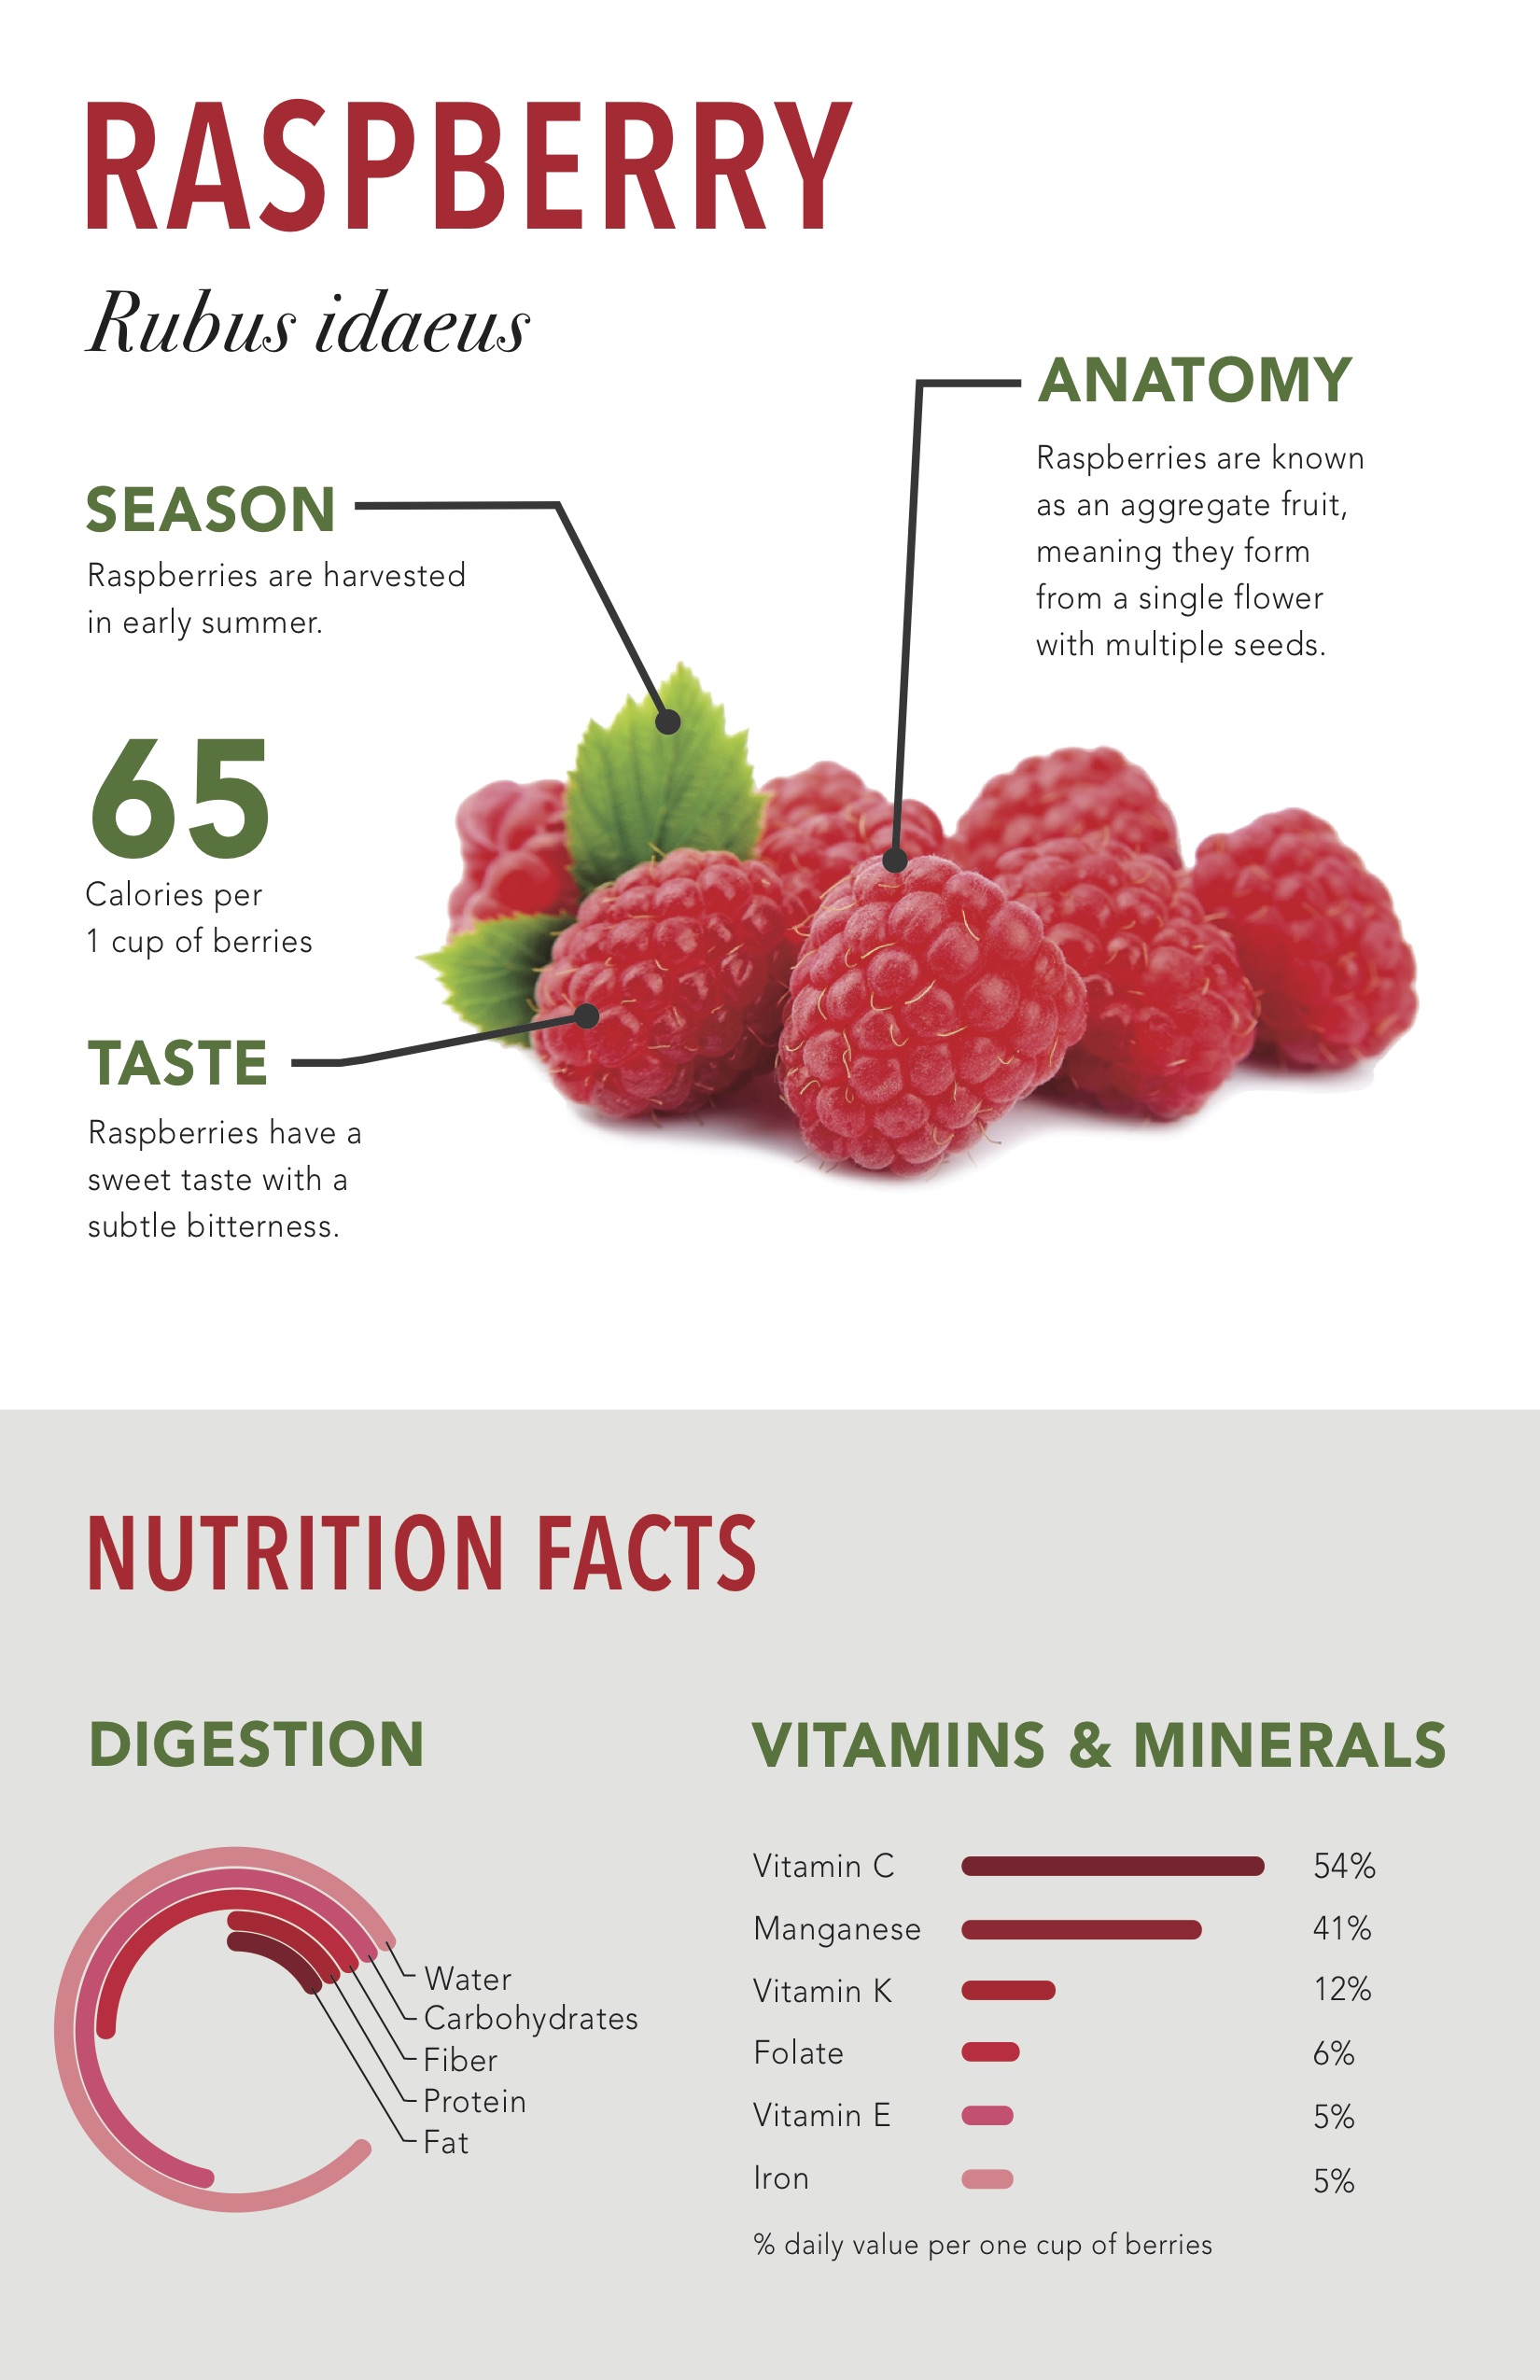 RASPBERRY
Rubus idaeus
SEASON
Raspberries are harvested
in early summer.
65
Calories per
1 cup of berries
TASTE
Raspberries have a
sweet taste with a
subtle bitterness.
ANATOMY
Raspberries are known
as an aggregate fruit,
meaning they form
from a single flower
with multiple seeds.
NUTRITION FACTS
DIGESTION
Water
Carbohydrates
Fiber
Protein
Fat
VITAMINS & MINERALS
Vitamin C 54%
Manganese 41%
Vitamin K 12%
Folate 6%
Vitamin E 5%
Iron 5%
% daily value per one cup of berries